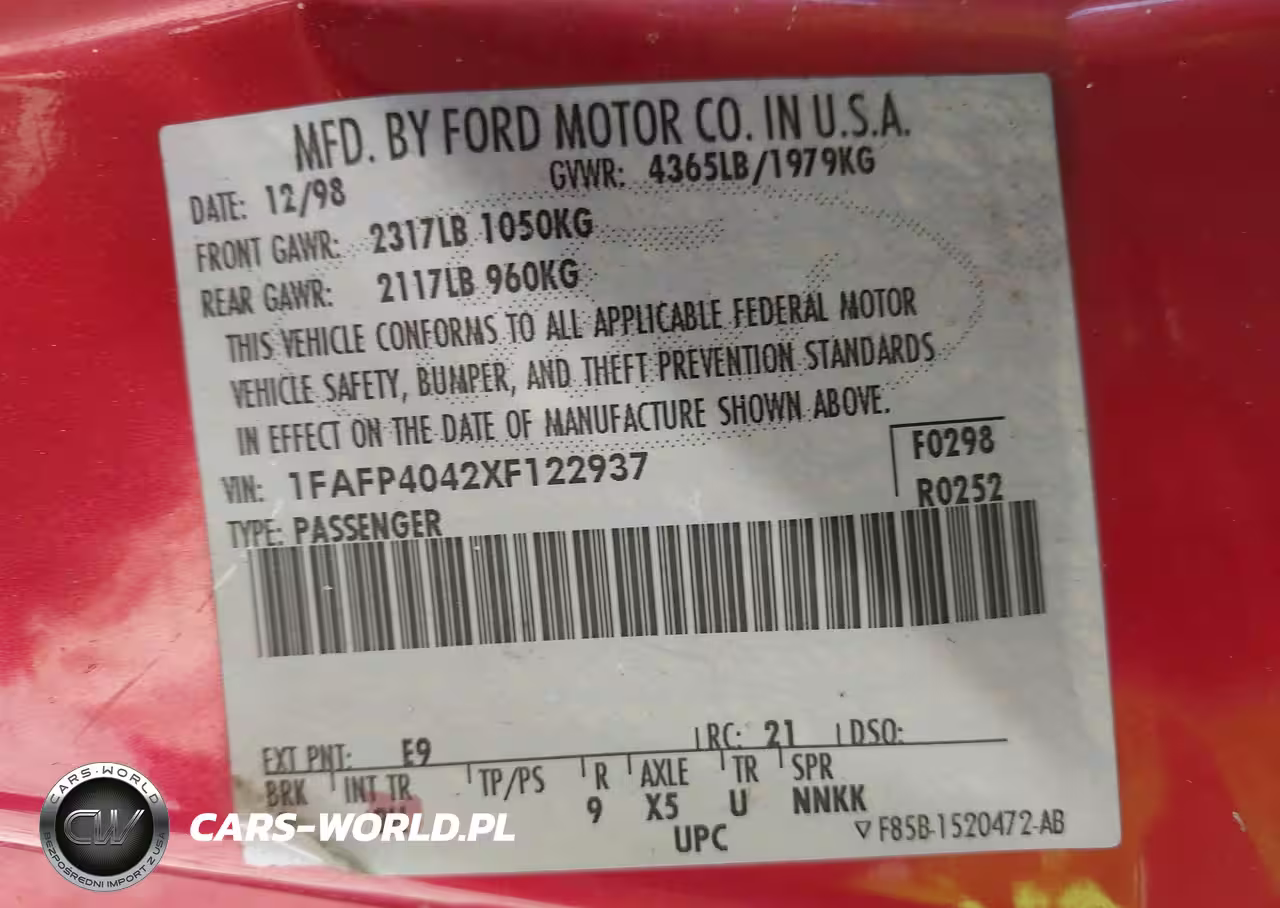 MFD. BY FORD MOTOR CO. IN U.S.A.
DATE: 12/98 GVWR: 4365LB/1979KG
FRONT GAWR: 2317LB 1050KG
REAR GAWR: 2117LB 960KG
THIS VEHICLE CONFORMS TO ALL APPLICABLE FEDERAL MOTOR
VEHICLE SAFETY, BUMPER, AND THEFT PREVENTION STANDARDS
IN EFFECT ON THE DATE OF MANUFACTURE SHOWN ABOVE.
VIN: 1FAFP4042XF122937
F0298
R0252
TYPE: PASSENGER
EXT PNT: E9 RC: 21 DSO:
BRK INT TR TP/PS R AXLE TR SPR
9 X5 U NNKK
UPC
▽ F85B-1520472-AB
CARS-WORLD
CW
BEZPOŚREDNI IMPORT Z USA
CARS-WORLD.PL